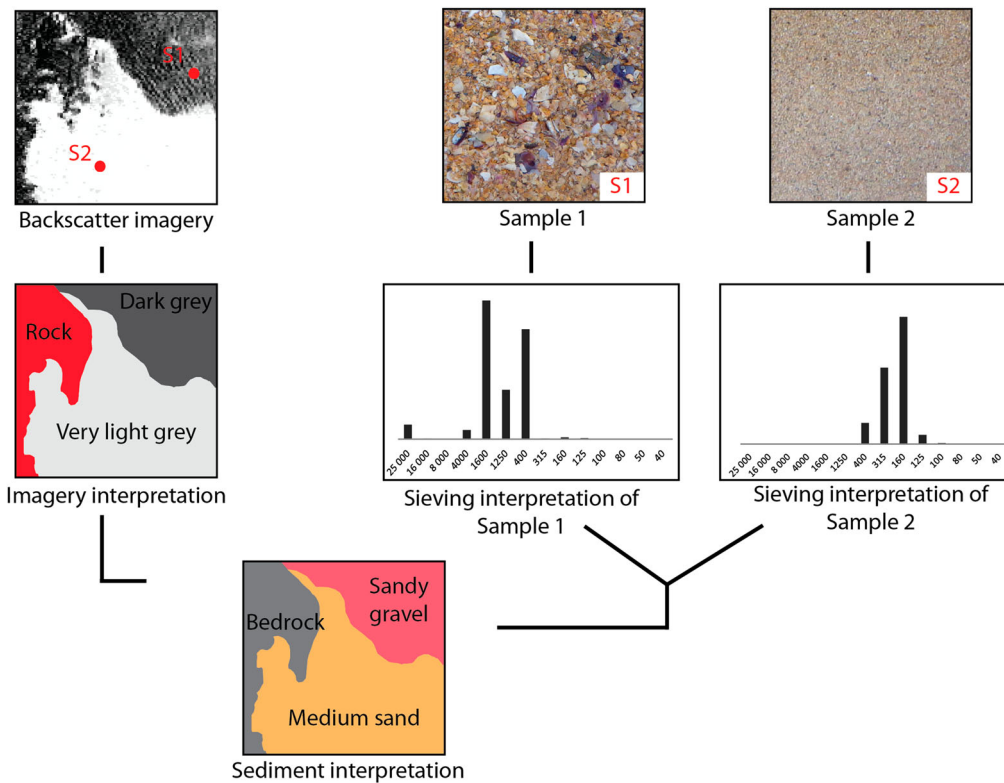 S1
S2
Backscatter imagery
S1
Sample 1
S2
Sample 2
Dark grey
Rock
Very light grey
Imagery interpretation
25 000
16 000
8 000
4000
1600
1250
400
315
160
125
100
80
50
40
Sieving interpretation of
Sample 1
25 000
16 000
8 000
4000
1600
1250
400
315
160
125
100
80
50
40
Sieving interpretation of
Sample 2
Sandy
gravel
Bedrock
Medium sand
Sediment interpretation